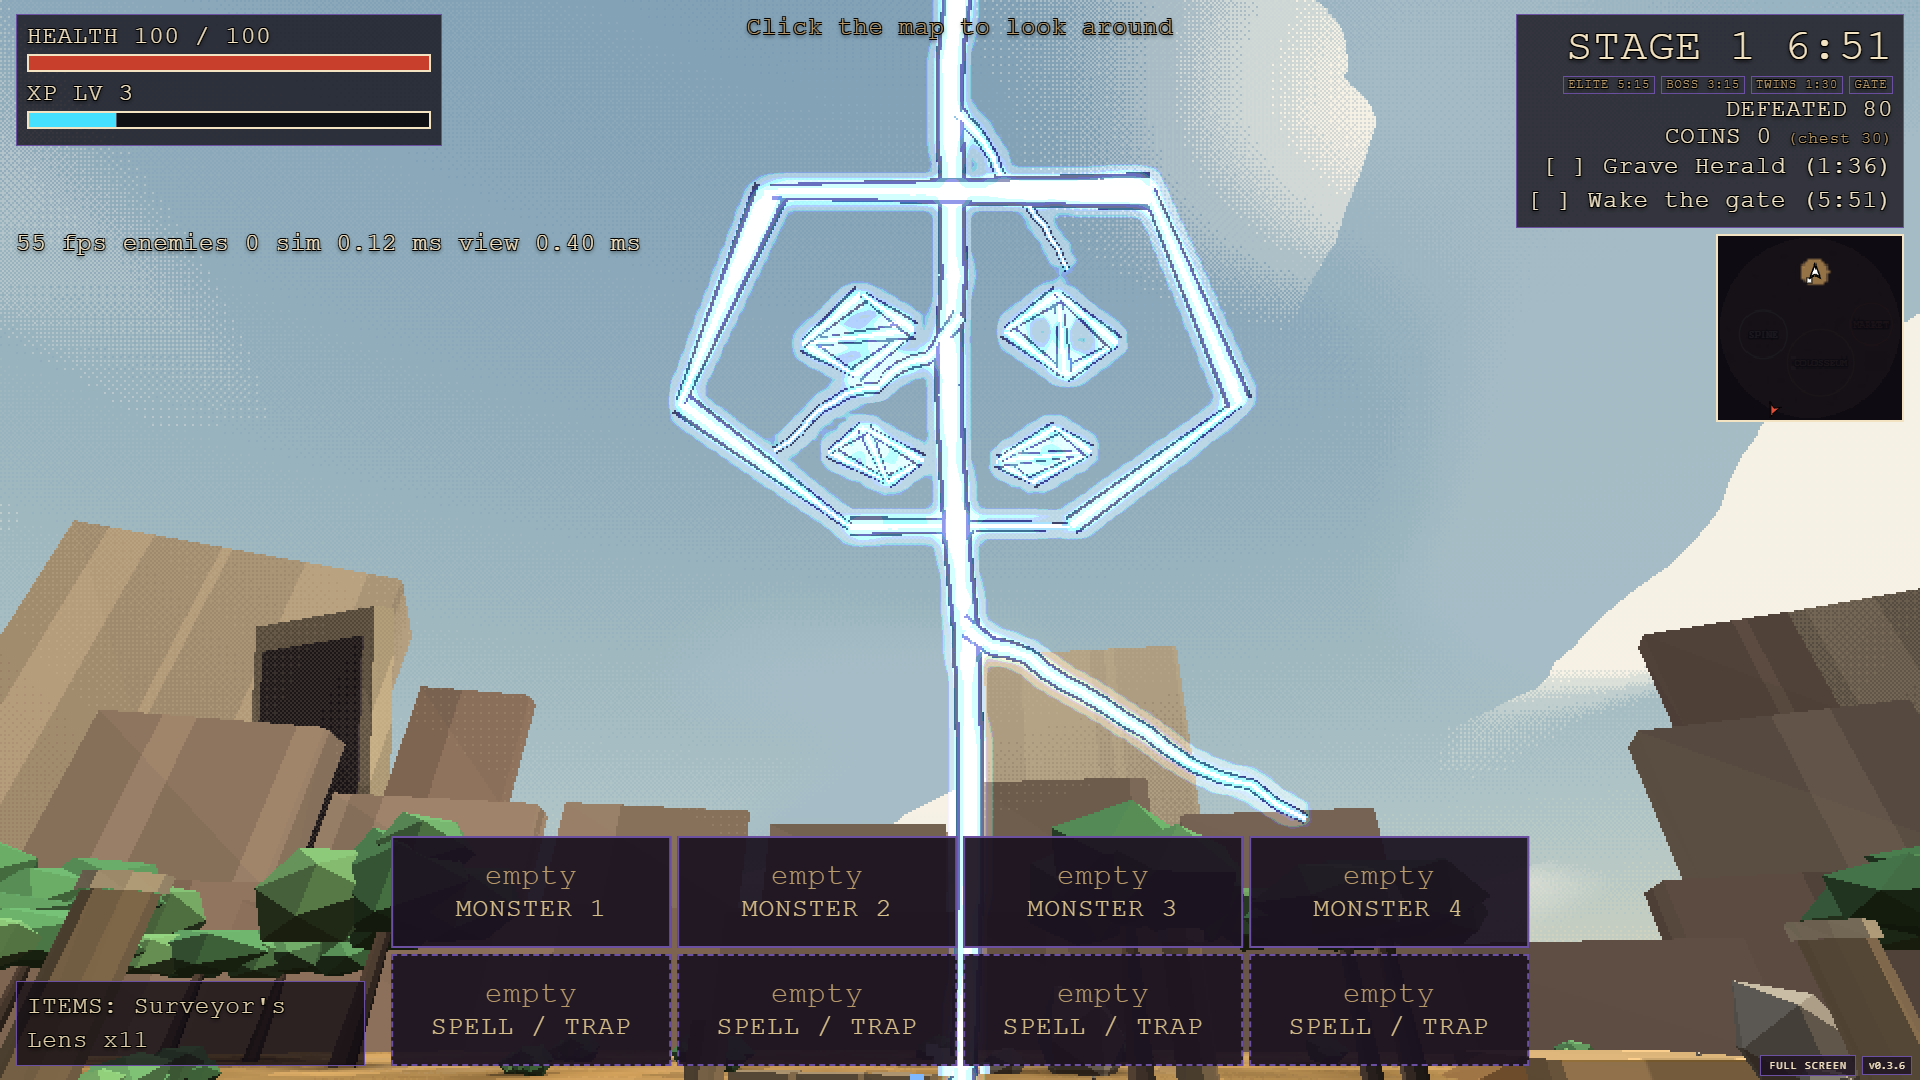 Click the map to look around
HEALTH 100 / 100
XP LV 3
STAGE 1 6:51
ELITE 5:15 BOSS 3:15 TWINS 1:30 GATE
DEFEATED 80
COINS 0 (chest 30)
[ ] Grave Herald (1:36)
[ ] Wake the gate (5:51)
55 fps enemies 0 sim 0.12 ms view 0.40 ms
empty
MONSTER 1
empty
MONSTER 2
empty
MONSTER 3
empty
MONSTER 4
empty
SPELL / TRAP
empty
SPELL / TRAP
empty
SPELL / TRAP
empty
SPELL / TRAP
ITEMS: Surveyor's
Lens x11
FULL SCREEN
v0.3.6